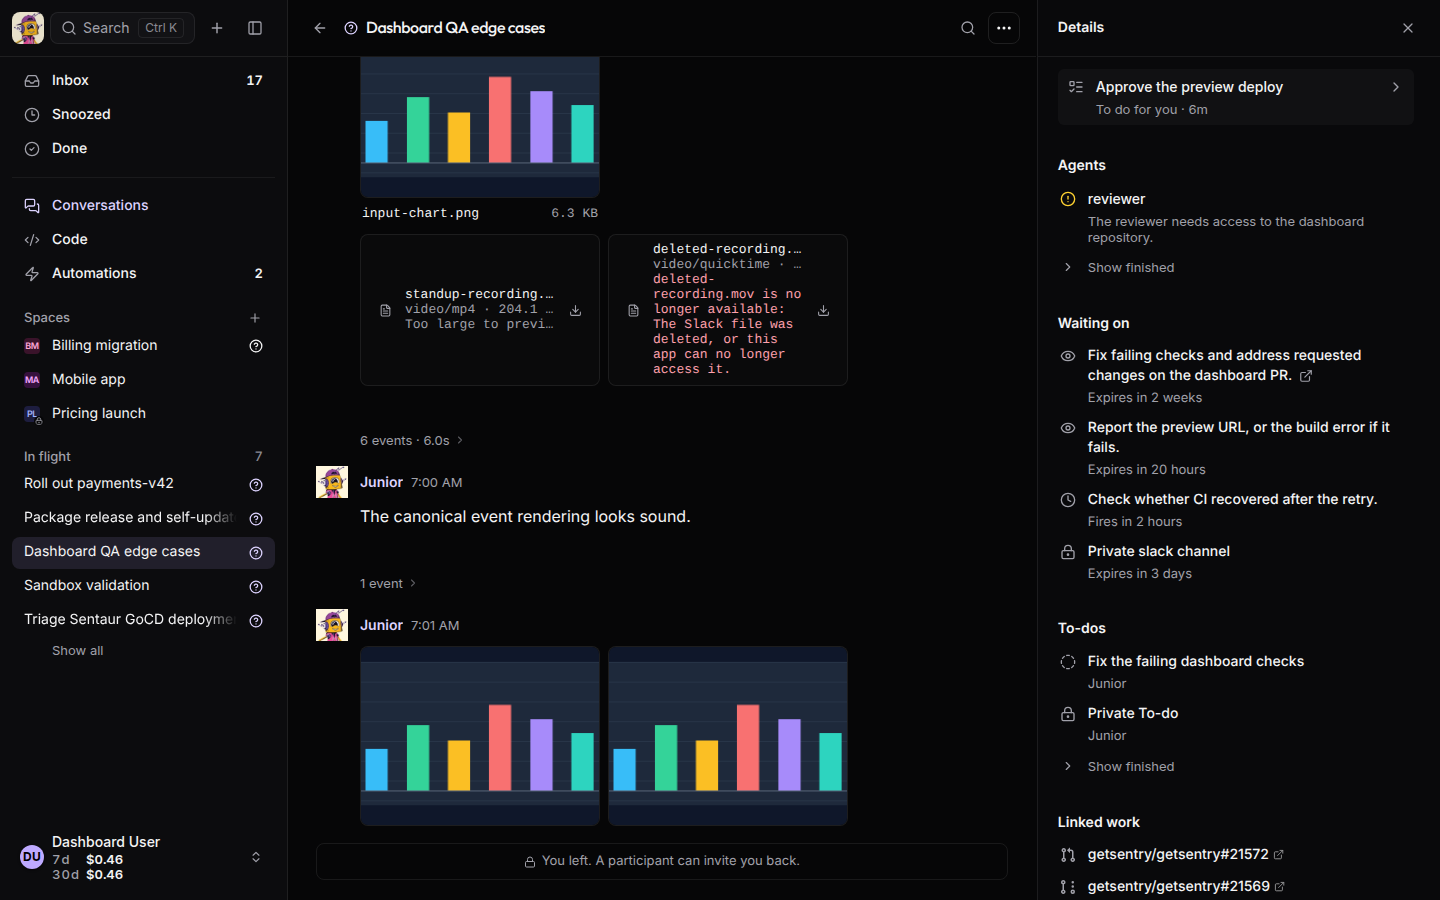 Search Ctrl K
Inbox 17
Snoozed
Done
Conversations
Code
Automations 2
Spaces
BM Billing migration
MA Mobile app
PL Pricing launch
In flight 7
Roll out payments-v42
Package release and self-updat
Dashboard QA edge cases
Sandbox validation
Triage Sentaur GoCD deployme
Show all
DU Dashboard User
7d $0.46
30d $0.46
Dashboard QA edge cases
input-chart.png 6.3 KB
standup-recording.…
video/mp4 · 204.1 …
Too large to previ…
deleted-recording.…
video/quicktime · …
deleted-
recording.mov is no
longer available:
The Slack file was
deleted, or this
app can no longer
access it.
6 events · 6.0s
Junior 7:00 AM
The canonical event rendering looks sound.
1 event
Junior 7:01 AM
You left. A participant can invite you back.
Details
Approve the preview deploy
To do for you · 6m
Agents
reviewer
The reviewer needs access to the dashboard
repository.
Show finished
Waiting on
Fix failing checks and address requested
changes on the dashboard PR.
Expires in 2 weeks
Report the preview URL, or the build error if it
fails.
Expires in 20 hours
Check whether CI recovered after the retry.
Fires in 2 hours
Private slack channel
Expires in 3 days
To-dos
Fix the failing dashboard checks
Junior
Private To-do
Junior
Show finished
Linked work
getsentry/getsentry#21572
getsentry/getsentry#21569